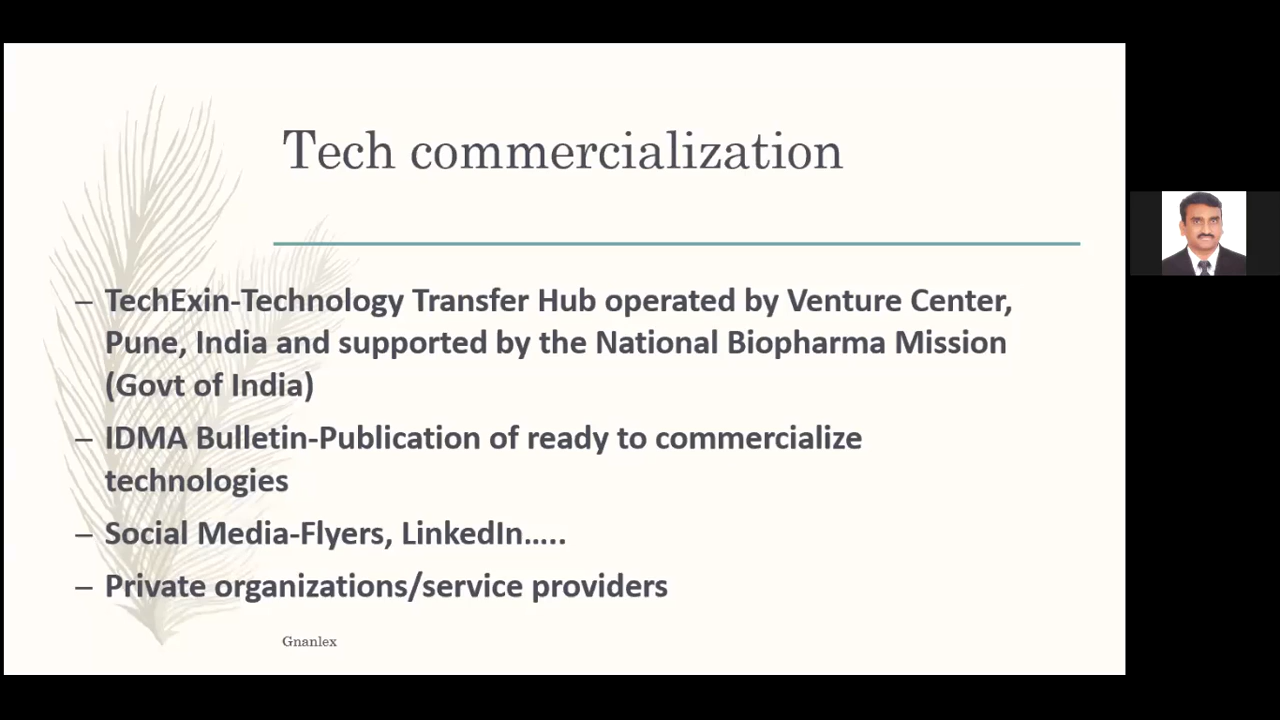 Tech commercialization
– TechExin-Technology Transfer Hub operated by Venture Center,
Pune, India and supported by the National Biopharma Mission
(Govt of India)
– IDMA Bulletin-Publication of ready to commercialize
technologies
– Social Media-Flyers, LinkedIn…..
– Private organizations/service providers
Gnanlex